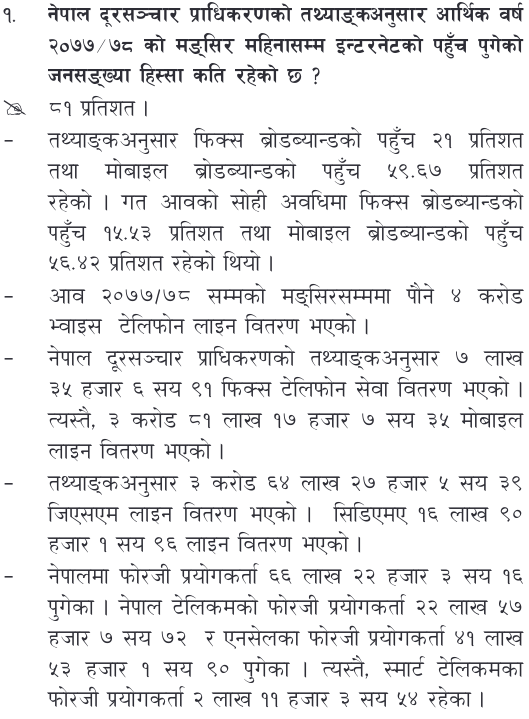 १. नेपाल दूरसञ्चार प्राधिकरणको तथ्याङ्कअनुसार आर्थिक वर्ष
२०७७/७८ को मङ्सिर महिनासम्म इन्टरनेटको पहुँच पुगेको
जनसङ्ख्या हिस्सा कति रहेको छ ?
८१ प्रतिशत ।
- तथ्याङ्कअनुसार फिक्स ब्रोडब्यान्डको पहुँच २१ प्रतिशत
तथा मोबाइल ब्रोडब्यान्डको पहुँच ५९.६७ प्रतिशत
रहेको । गत आवको सोही अवधिमा फिक्स ब्रोडब्यान्डको
पहुँच १५.५३ प्रतिशत तथा मोबाइल ब्रोडब्यान्डको पहुँच
५६.४२ प्रतिशत रहेको थियो ।
- आव २०७७/७८ सम्मको मङ्सिरसम्ममा पौने ४ करोड
भ्वाइस टेलिफोन लाइन वितरण भएको ।
- नेपाल दूरसञ्चार प्राधिकरणको तथ्याङ्कअनुसार ७ लाख
३५ हजार ६ सय ९१ फिक्स टेलिफोन सेवा वितरण भएको ।
त्यस्तै, ३ करोड ८१ लाख १७ हजार ७ सय ३५ मोबाइल
लाइन वितरण भएको ।
- तथ्याङ्कअनुसार ३ करोड ६४ लाख २७ हजार ५ सय ३९
जिएसएम लाइन वितरण भएको । सिडिएमए १६ लाख ९०
हजार १ सय ९६ लाइन वितरण भएको ।
- नेपालमा फोरजी प्रयोगकर्ता ६६ लाख २२ हजार ३ सय १६
पुगेका । नेपाल टेलिकमको फोरजी प्रयोगकर्ता २२ लाख ५७
हजार ७ सय ७२ र एनसेलका फोरजी प्रयोगकर्ता ४१ लाख
५३ हजार १ सय ९० पुगेका । त्यस्तै, स्मार्ट टेलिकमका
फोरजी प्रयोगकर्ता २ लाख ११ हजार ३ सय ५४ रहेका ।